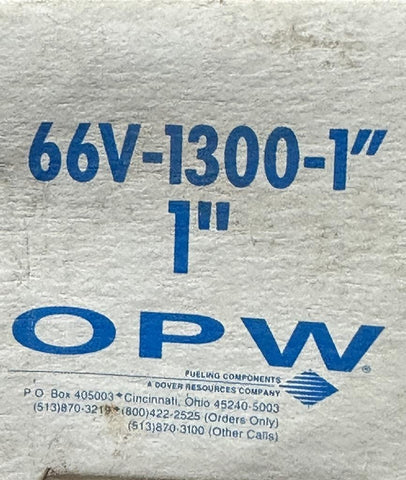 66V-1300-1"
1"
OPW®
FUELING COMPONENTS
A DOVER RESOURCES COMPANY
P O Box 405003 * Cincinnati, Ohio 45240-5003
(513)870-3219 * (800)422-2525 (Orders Only)
(513)870-3100 (Other Calls)